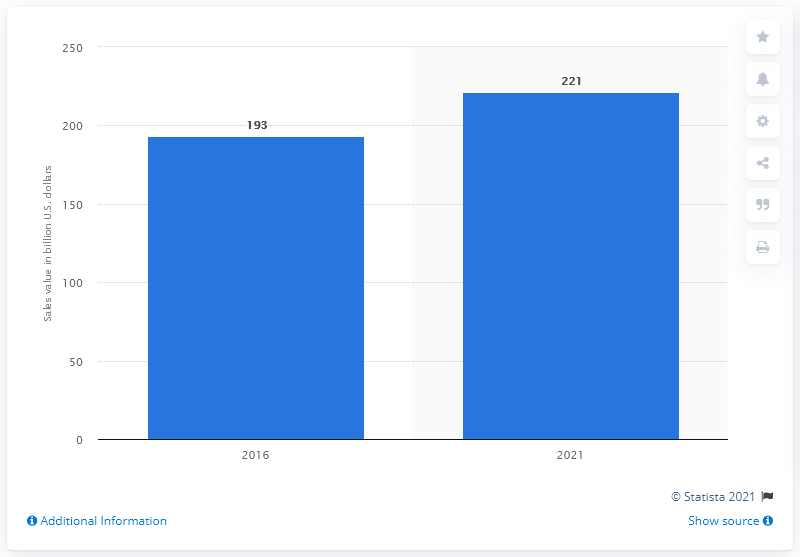 250
200
150
100
50
0
Sales value in billion U.S. dollars
193
221
2016
2021
© Statista 2021
Additional Information
Show source